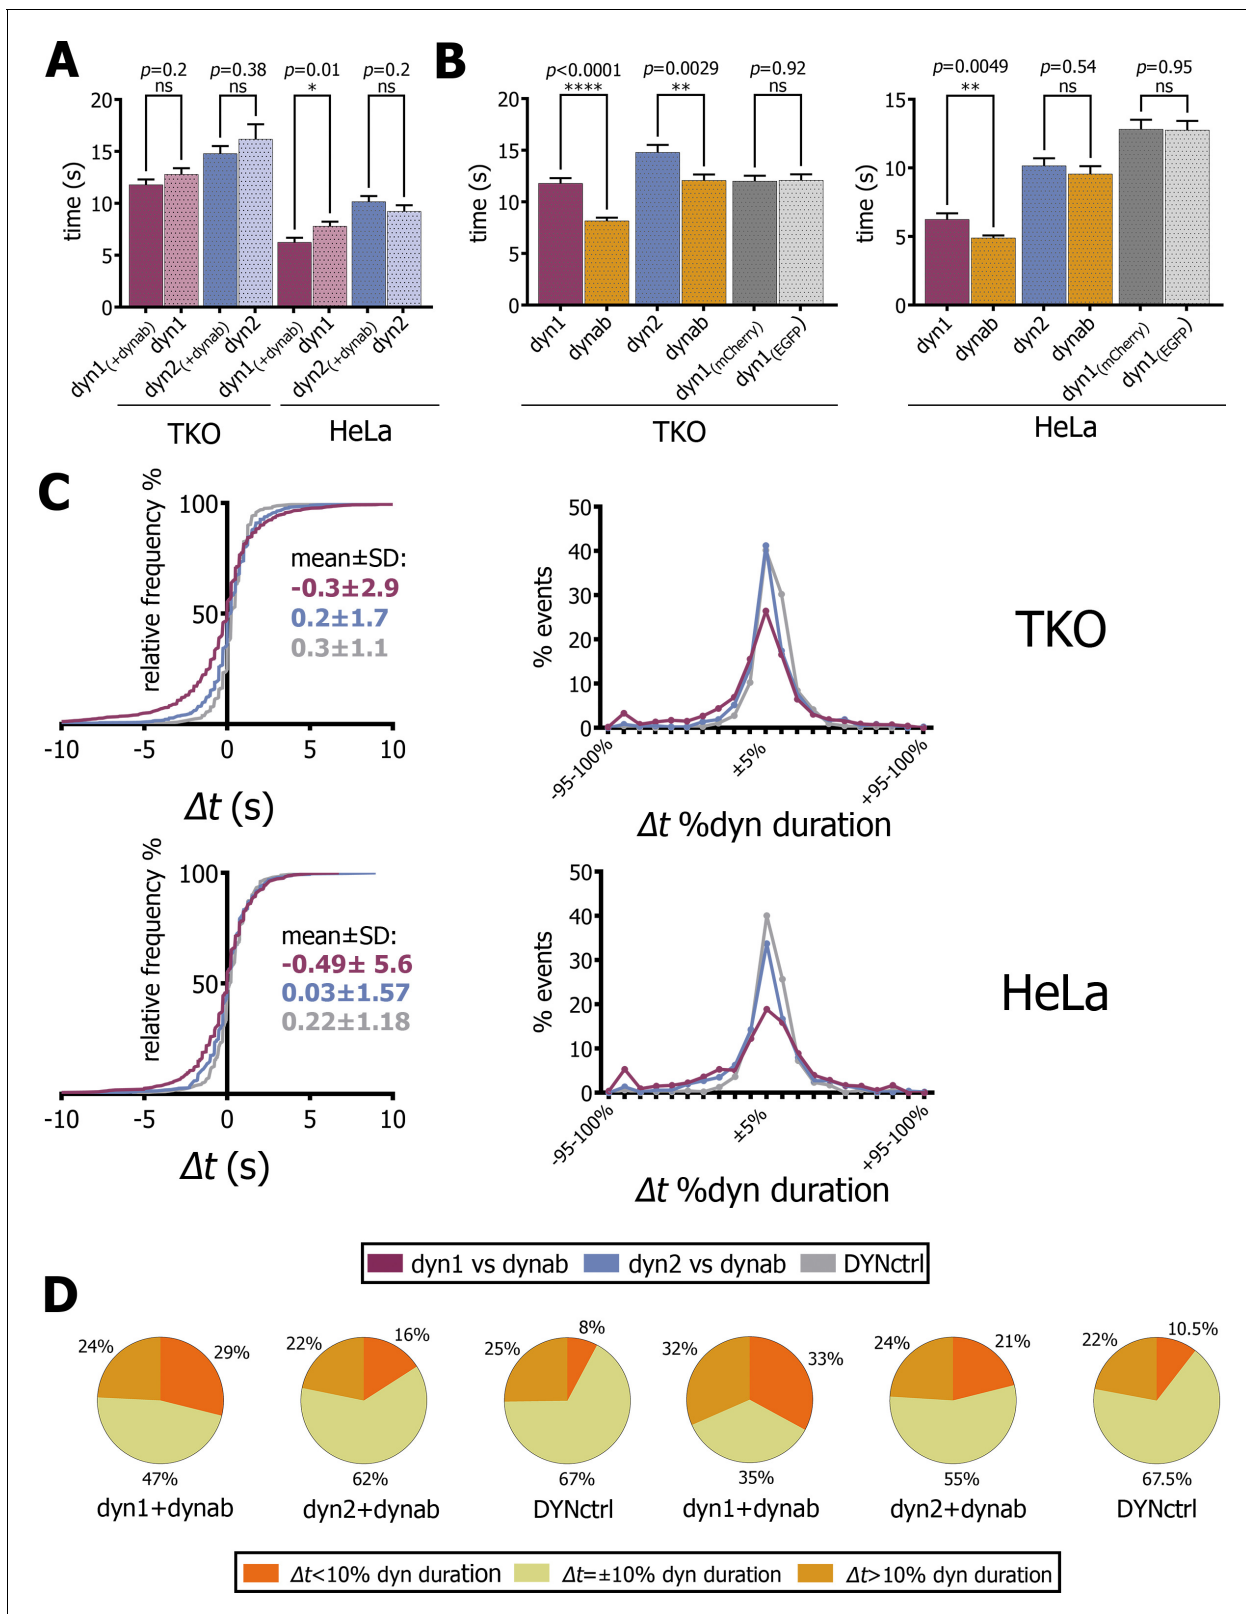 A
p=0.2
p=0.38
p=0.01
p=0.2
ns
ns
*
ns
20
15
10
5
0
time (s)
dyn1(+dynab)
dyn1
dyn2(+dynab)
dyn2
dyn1(+dynab)
dyn1
dyn2(+dynab)
dyn2
TKO
HeLa
B
p<0.0001
p=0.0029
p=0.92
****
**
ns
20
15
10
5
0
time (s)
dyn1
dynab
dyn2
dynab
dyn1(mCherry)
dyn1(EGFP)
TKO
p=0.0049
p=0.54
p=0.95
**
ns
ns
15
10
5
0
time (s)
dyn1
dynab
dyn2
dynab
dyn1(mCherry)
dyn1(EGFP)
HeLa
C
relative frequency %
100
50
mean±SD:
-0.3±2.9
0.2±1.7
0.3±1.1
-10
-5
0
5
10
Δt (s)
% events
50
40
30
20
10
0
-95-100%
±5%
+95-100%
Δt %dyn duration
TKO
relative frequency %
100
50
mean±SD:
-0.49± 5.6
0.03±1.57
0.22±1.18
-10
-5
0
5
10
Δt (s)
% events
50
40
30
20
10
0
-95-100%
±5%
+95-100%
Δt %dyn duration
HeLa
dyn1 vs dynab
dyn2 vs dynab
DYNctrl
D
24%
29%
47%
dyn1+dynab
22%
16%
62%
dyn2+dynab
25%
8%
67%
DYNctrl
32%
33%
35%
dyn1+dynab
24%
21%
55%
dyn2+dynab
22%
10.5%
67.5%
DYNctrl
Δt<10% dyn duration
Δt=±10% dyn duration
Δt>10% dyn duration